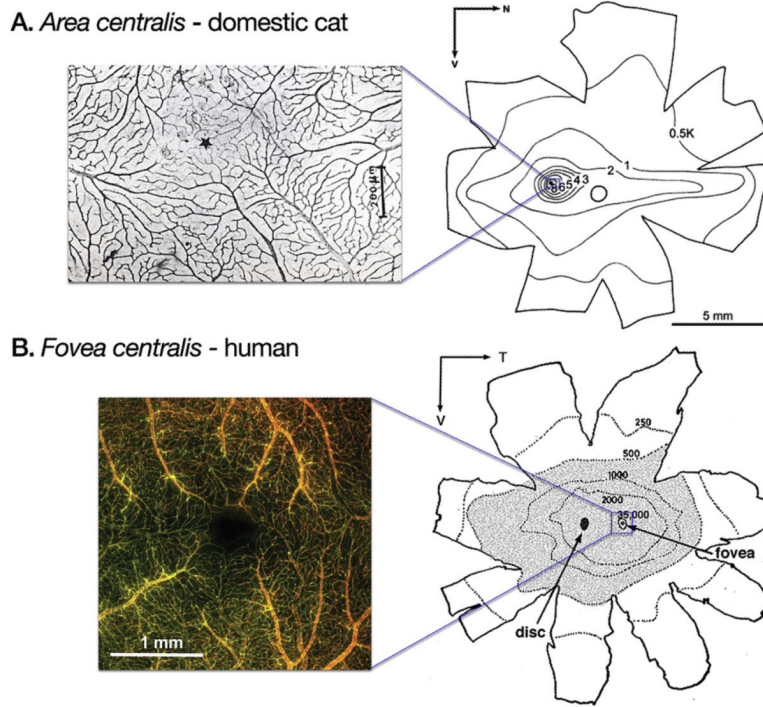 A. Area centralis - domestic cat
N
V
200 µm
0.5K
1
2
3
4
5
6
8
5 mm
B. Fovea centralis - human
T
V
250
500
1000
2000
35,000
fovea
disc
1 mm